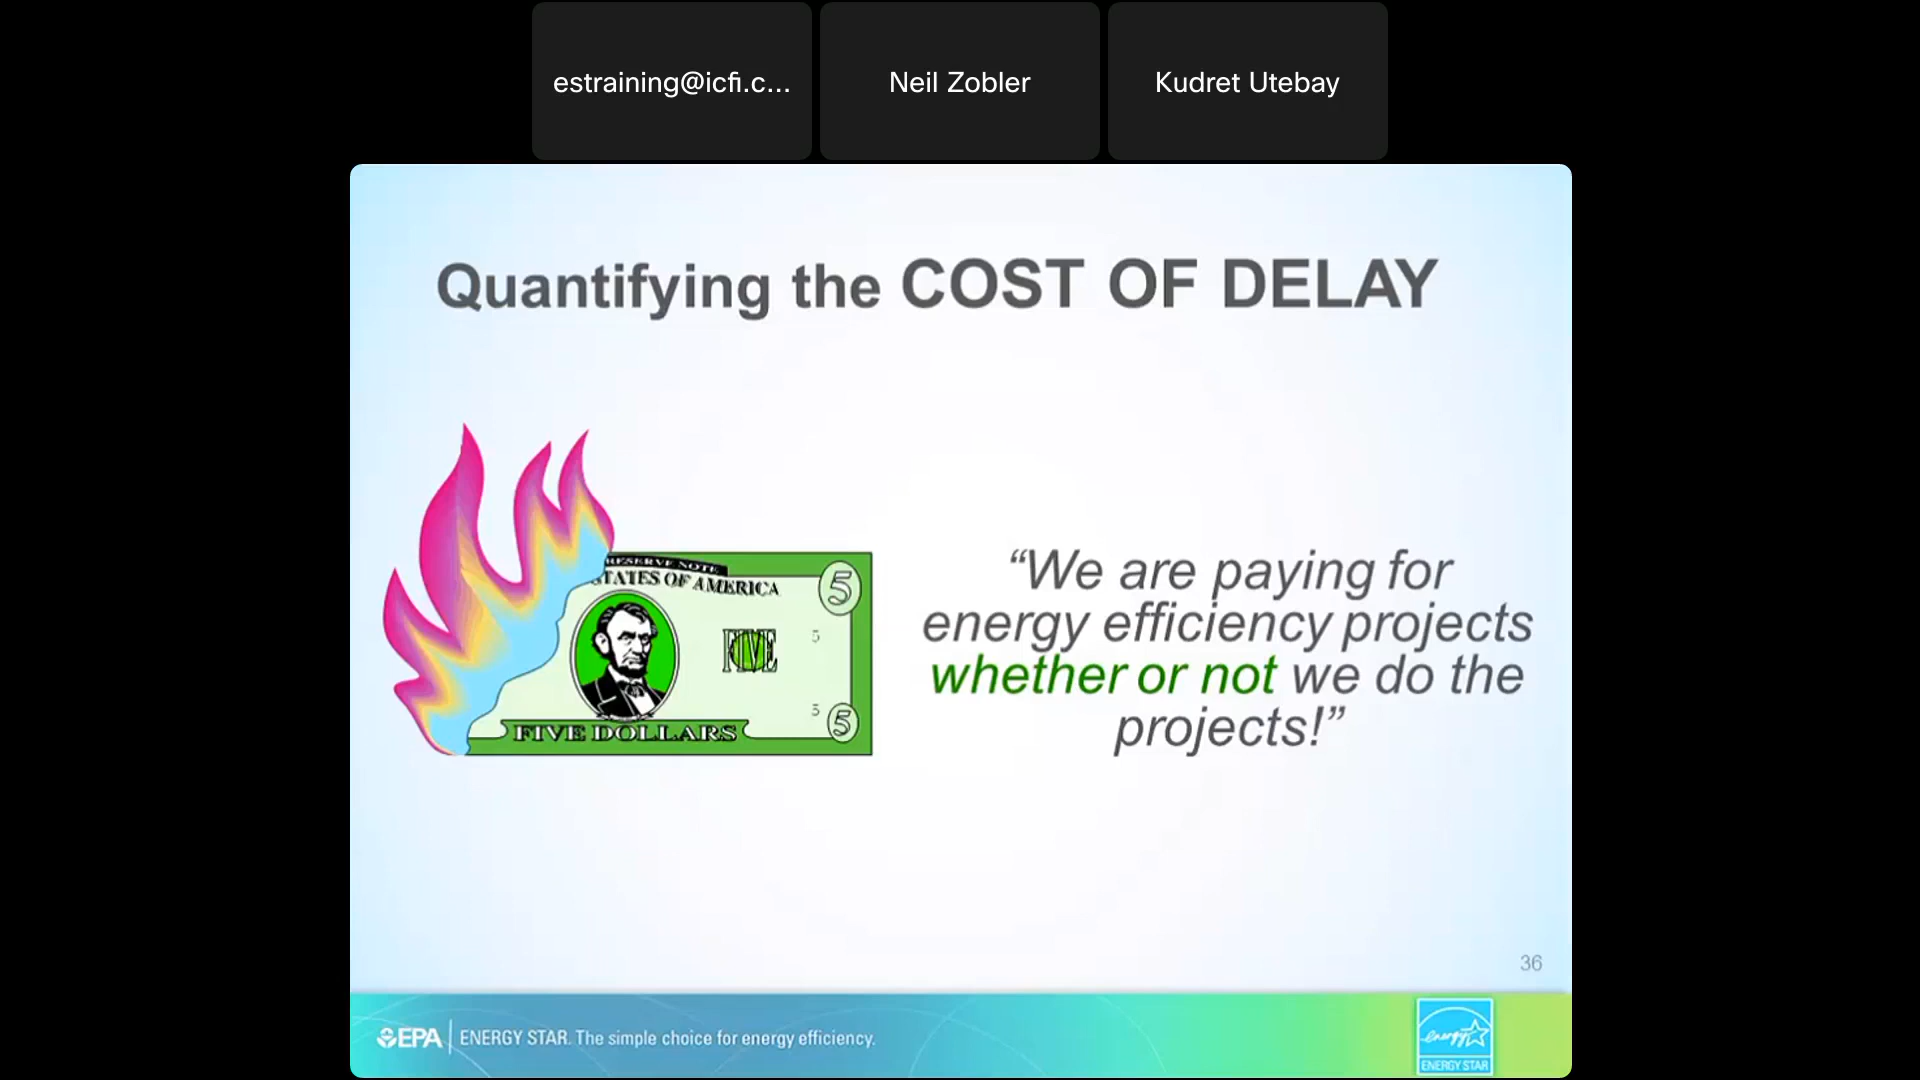 estraining@icfi.c...
Neil Zobler
Kudret Utebay
Quantifying the COST OF DELAY
RESERVE NOTE
STATES OF AMERICA
5
FIVE
5
5
5
FIVE DOLLARS
“We are paying for
energy efficiency projects
whether or not we do the
projects!”
36
EPA
ENERGY STAR. The simple choice for energy efficiency.
energy
ENERGY STAR